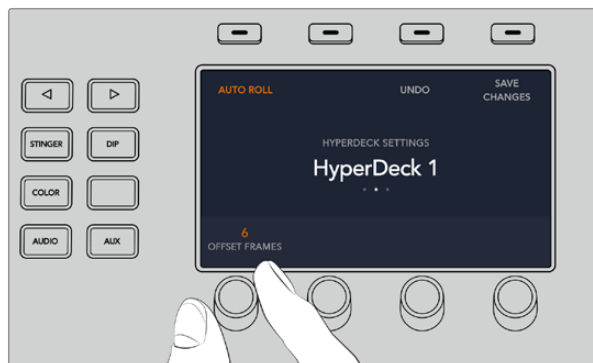 AUTO ROLL
UNDO
SAVE
CHANGES
HYPERDECK SETTINGS
HyperDeck 1
6
OFFSET FRAMES
STINGER
DIP
COLOR
AUDIO
AUX